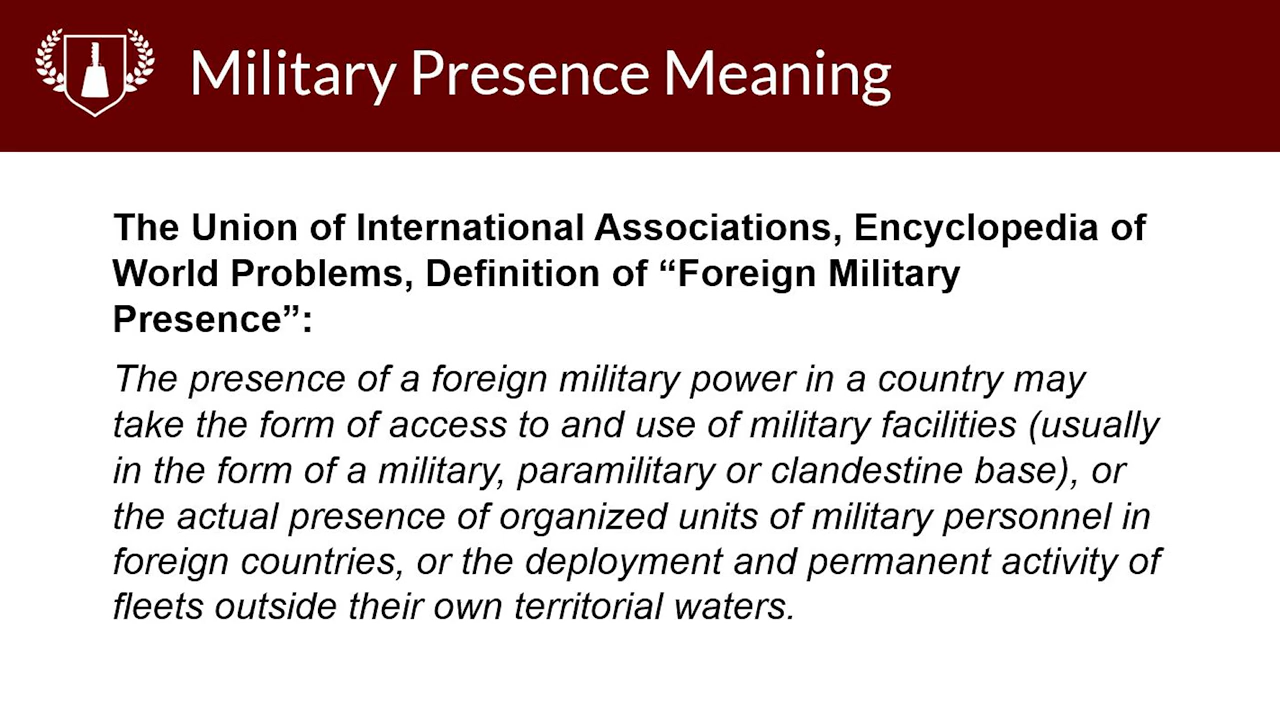 Military Presence Meaning
The Union of International Associations, Encyclopedia of
World Problems, Definition of “Foreign Military
Presence”:
The presence of a foreign military power in a country may
take the form of access to and use of military facilities (usually
in the form of a military, paramilitary or clandestine base), or
the actual presence of organized units of military personnel in
foreign countries, or the deployment and permanent activity of
fleets outside their own territorial waters.